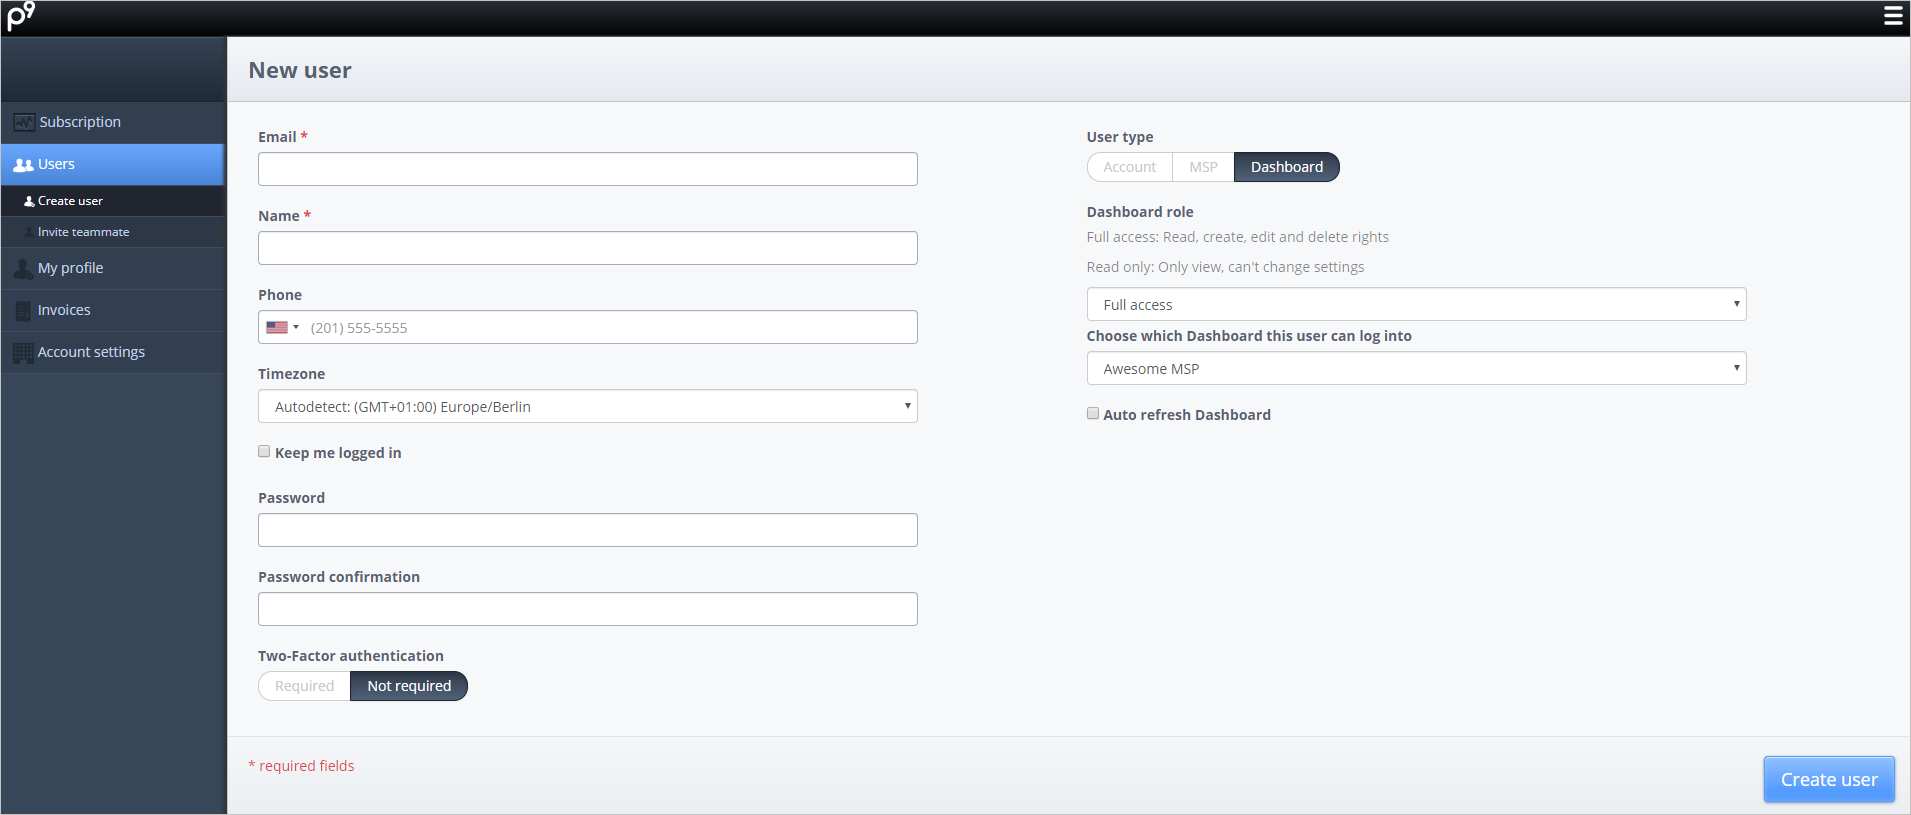 p9
New user
Subscription
Users
Create user
Invite teammate
My profile
Invoices
Account settings
Email *
Name *
Phone
(201) 555-5555
Timezone
Autodetect: (GMT+01:00) Europe/Berlin
Keep me logged in
Password
Password confirmation
Two-Factor authentication
Required Not required
User type
Account MSP Dashboard
Dashboard role
Full access: Read, create, edit and delete rights
Read only: Only view, can't change settings
Full access
Choose which Dashboard this user can log into
Awesome MSP
Auto refresh Dashboard
* required fields
Create user